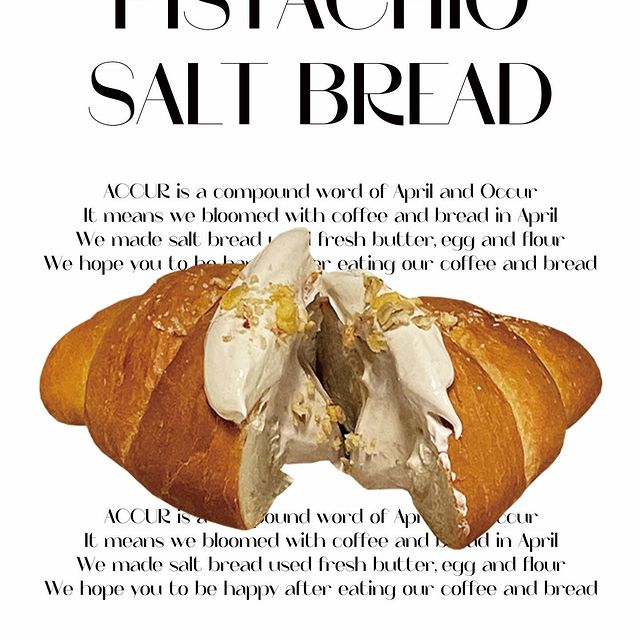 PISTACHIO
SALT BREAD
ACCUR is a compound word of April and Occur
It means we bloomed with coffee and bread in April
We made salt bread fresh butter, egg and flour
We hope you to be eating our coffee and bread
ACCUR is a word of Occur
It means we bloomed with coffee and bread in April
We made salt bread used fresh butter, egg and flour
We hope you to be happy after eating our coffee and bread